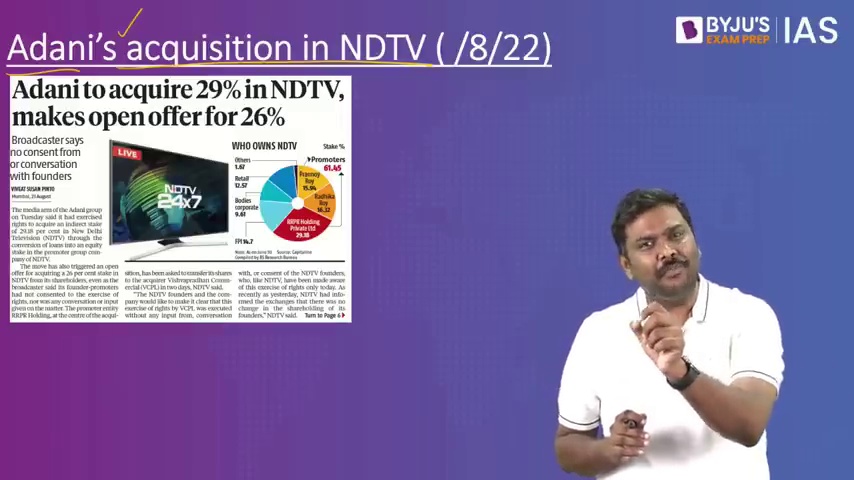 Adani's acquisition in NDTV ( /8/22)
BYJU'S
EXAM PREP
IAS
Adani to acquire 29% in NDTV,
makes open offer for 26%
Broadcaster says
no consent from
or conversation
with founders
VIVEAT SUSAN PINTO
Mumbai, 23 August
The media arm of the Adani group
on Tuesday said it had exercised
rights to acquire an indirect stake
of 29.18 per cent in New Delhi
Television (NDTV) through the
conversion of loans into an equity
stake in the promoter group com-
pany of NDTV.
The move has also triggered an open
offer for acquiring a 26 per cent stake in
NDTV from its shareholders, even as the
broadcaster said its founder-promoters
had not consented to the exercise of
rights, nor was any conversation or input
given on the matter. The promoter entity
RRPR Holding, at the centre of the acqui-
LIVE
NDTV
24x7
WHO OWNS NDTV
Stake %
Others
1.67
Retail
12.57
Bodies
corporate
9.61
FPI 14.7
Promoters
61.45
Prannoy
Roy
15.94
Radhika
Roy
16.32
RRPR Holding
Private Ltd
29.18
Note: As on June 30 Source: Capitaline
Compiled by BS Research Bureau
sition, has been asked to transfer its shares
to the acquirer Vishvapradhan Comm-
ercial (VCPL) in two days, NDTV said.
"The NDTV founders and the com-
pany would like to make it clear that this
exercise of rights by VCPL was executed
without any input from, conversation
with, or consent of the NDTV founders,
who, like NDTV, have been made aware
of this exercise of rights only today. As
recently as yesterday, NDTV had info-
rmed the exchanges that there was no
change in the shareholding of its
founders," NDTV said. Turn to Page 6